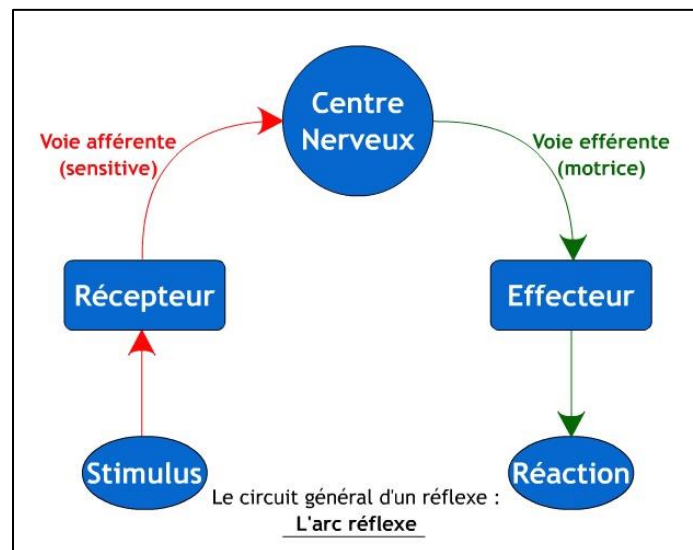 Centre
Nerveux
Voie afférente
(sensitive)
Voie efférente
(motrice)
Récepteur
Effecteur
Stimulus
Réaction
Le circuit général d'un réflexe :
L'arc réflexe